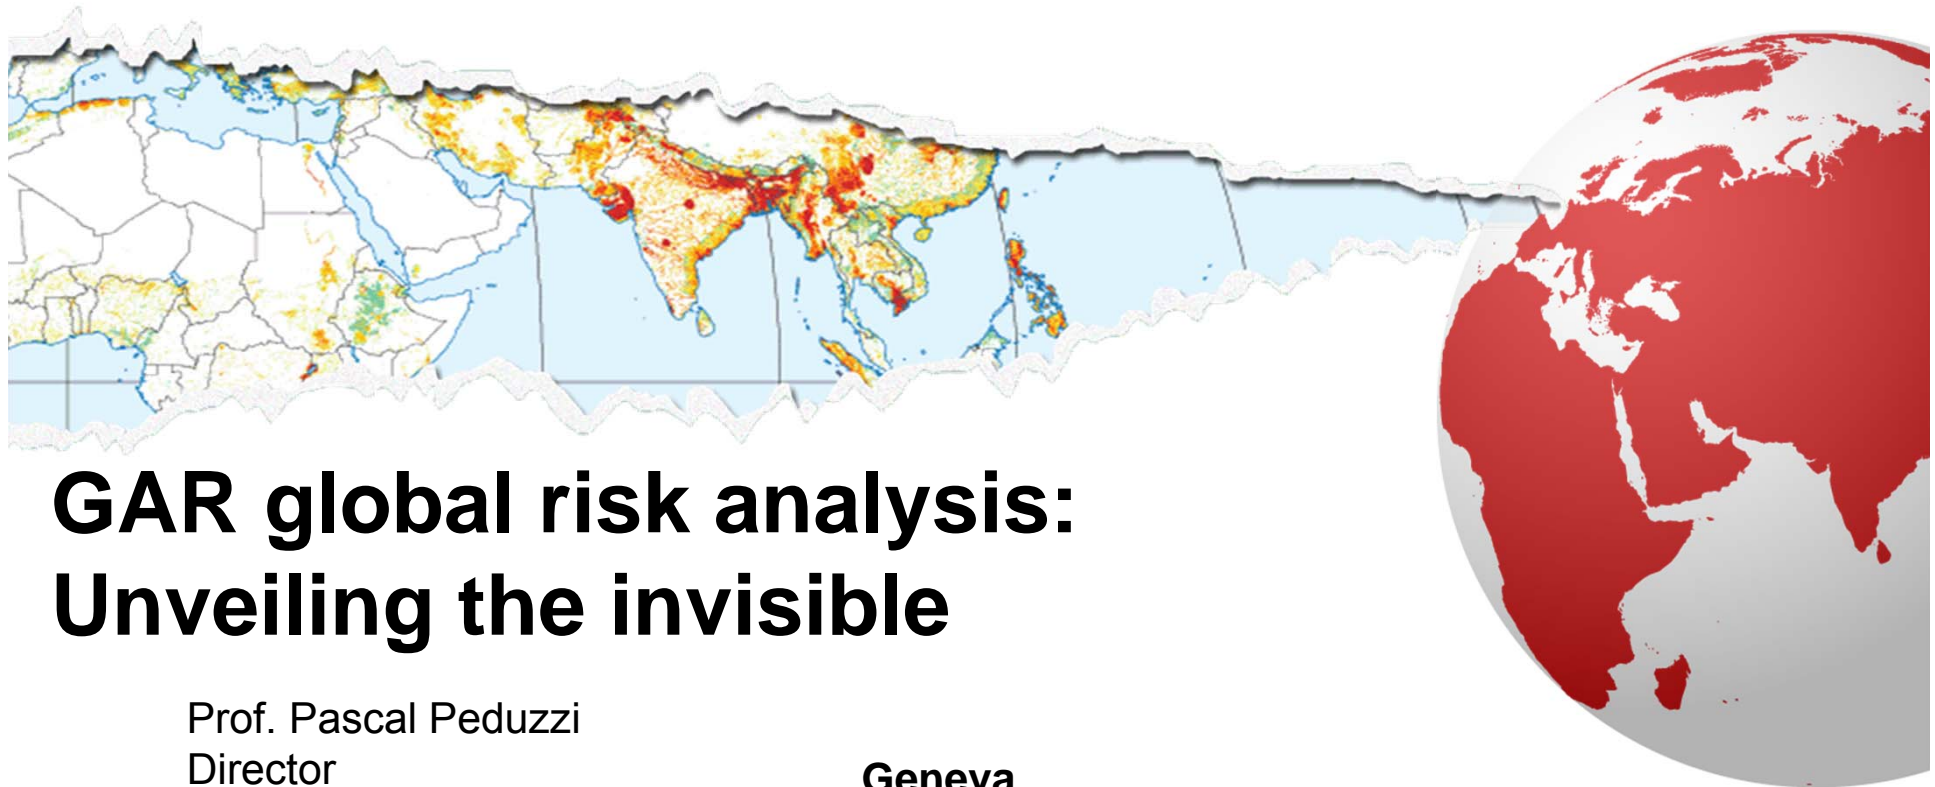 GAR global risk analysis:
Unveiling the invisible
Prof. Pascal Peduzzi
Director
Geneva